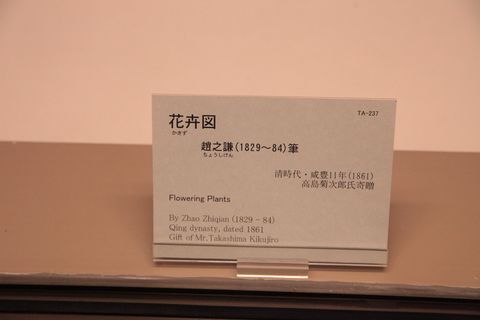 TA-237
花卉図
かきず
趙之謙(1829～84)筆
ちょうしけん
清時代・咸豊11年(1861)
高島菊次郎氏寄贈
Flowering Plants
By Zhao Zhiqian (1829 - 84)
Qing dynasty, dated 1861
Gift of Mr.Takashima Kikujiro